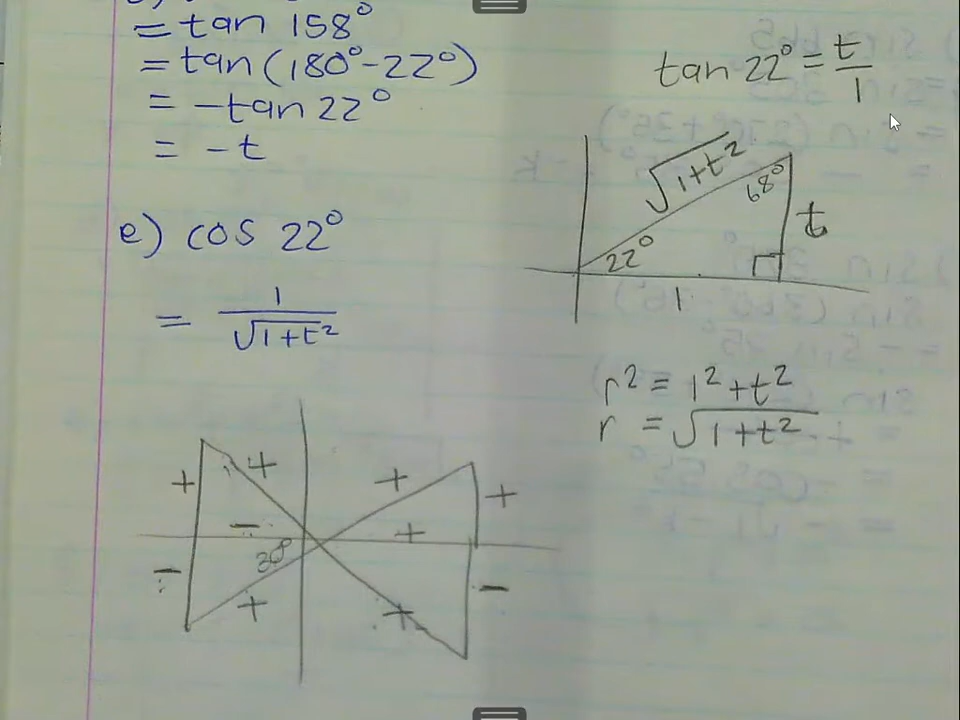 = tan 158°
= tan(180°-22°)
= -tan 22°
= -t
e) cos 22°
= 1/√1+t²
tan 22° = t/1
√1+t²
68°
22°
t
1
r² = 1² + t²
r = √1+t²
+ + + +
- +
30°
- + + -